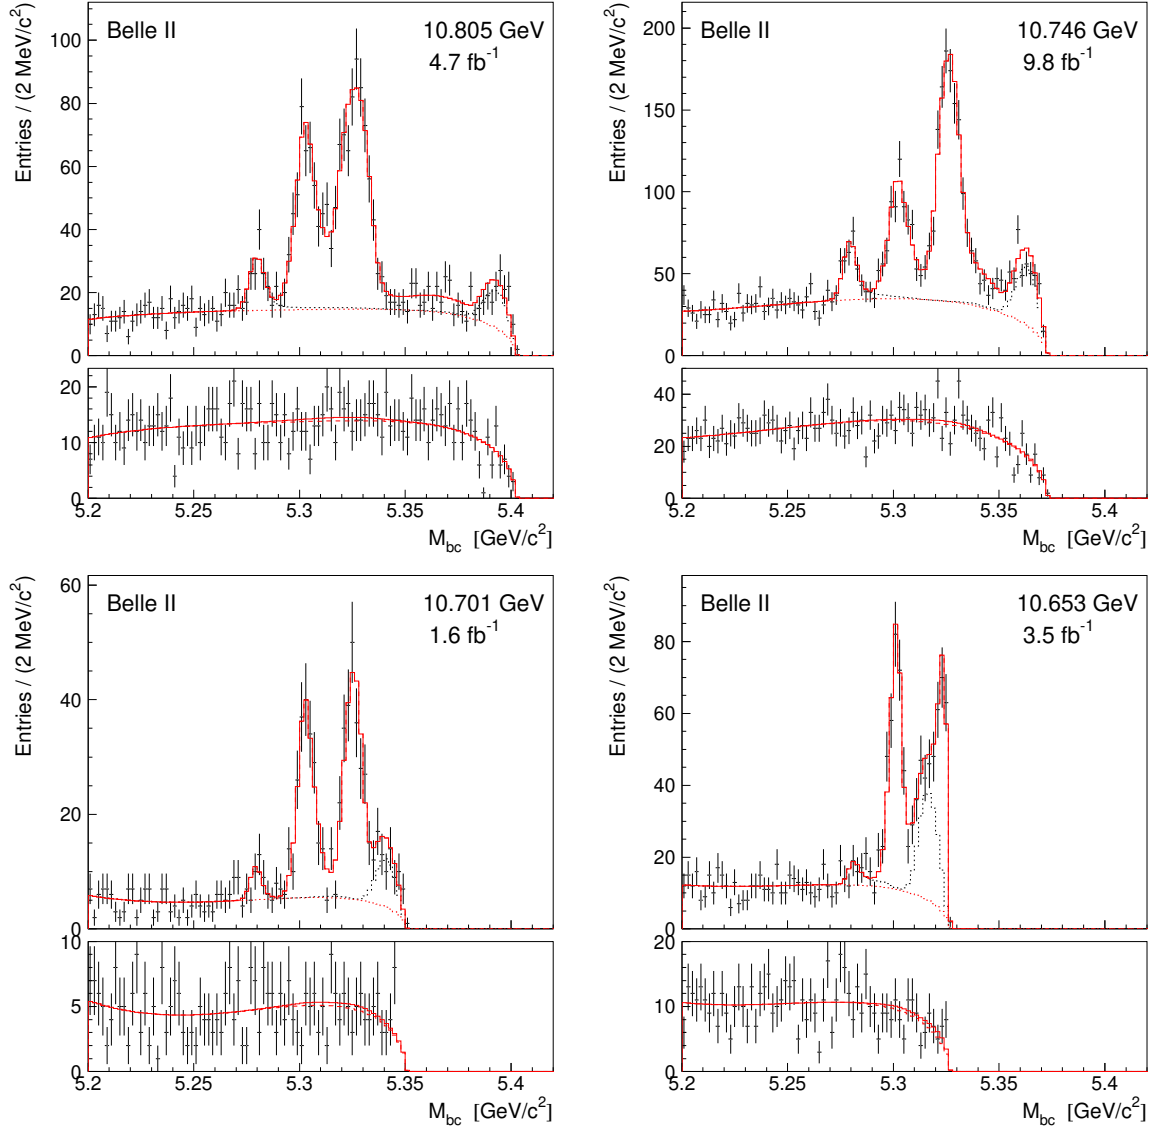 Belle II
10.805 GeV
4.7 fb⁻¹
Entries / (2 MeV/c²)
100
80
60
40
20
0
20
10
0
5.2
5.25
5.3
5.35
5.4
M_bc [GeV/c²]
Belle II
10.746 GeV
9.8 fb⁻¹
Entries / (2 MeV/c²)
200
150
100
50
0
40
20
0
5.2
5.25
5.3
5.35
5.4
M_bc [GeV/c²]
Belle II
10.701 GeV
1.6 fb⁻¹
Entries / (2 MeV/c²)
60
40
20
0
10
5
0
5.2
5.25
5.3
5.35
5.4
M_bc [GeV/c²]
Belle II
10.653 GeV
3.5 fb⁻¹
Entries / (2 MeV/c²)
80
60
40
20
0
20
10
0
5.2
5.25
5.3
5.35
5.4
M_bc [GeV/c²]